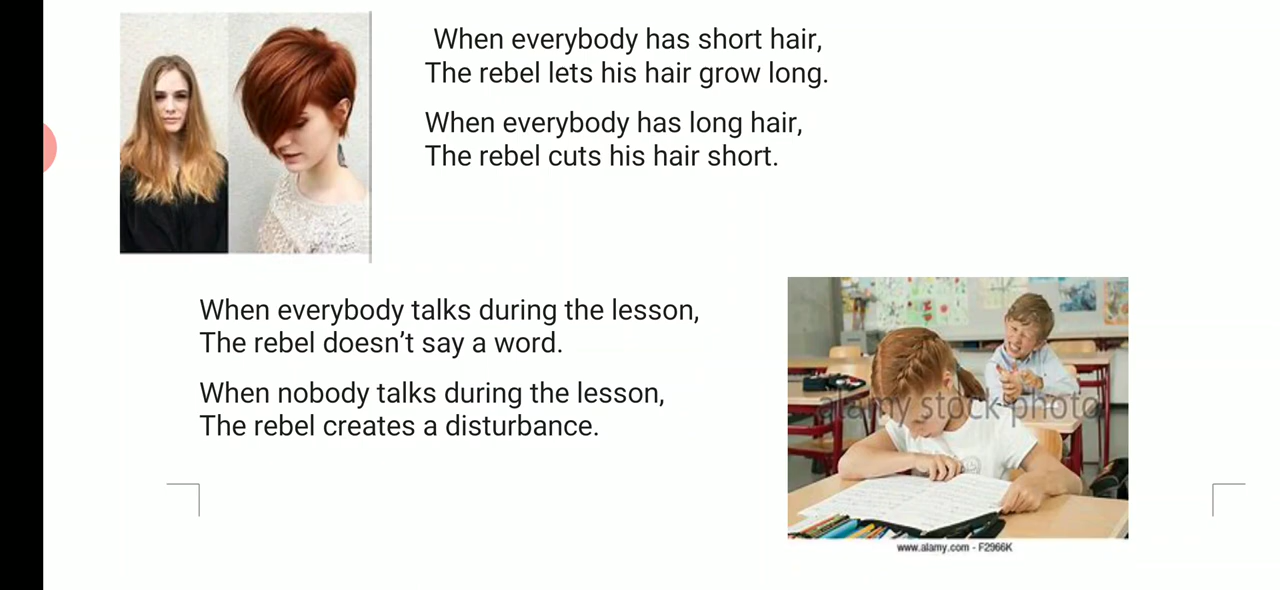 When everybody has short hair,
The rebel lets his hair grow long.
When everybody has long hair,
The rebel cuts his hair short.
When everybody talks during the lesson,
The rebel doesn’t say a word.
When nobody talks during the lesson,
The rebel creates a disturbance.
alamy stock photo
www.alamy.com - F2966K